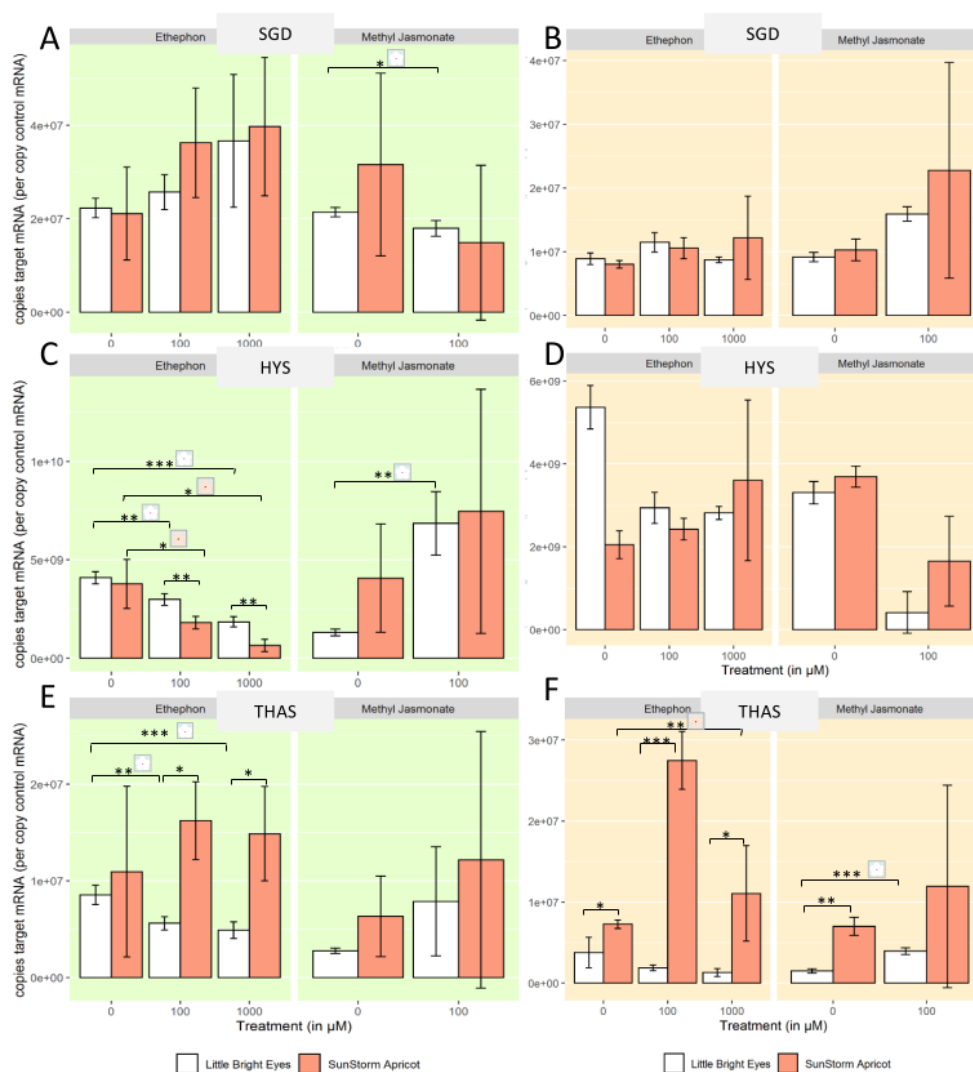 A
SGD
Ethephon
Methyl Jasmonate
*
copies target mRNA (per copy control mRNA)
4e+07
2e+07
0e+00
0
100
1000
0
100
B
SGD
Ethephon
Methyl Jasmonate
4e+07
3e+07
2e+07
1e+07
0e+00
0
100
1000
0
100
C
HYS
Ethephon
Methyl Jasmonate
***
*
**
*
**
**
**
copies target mRNA (per copy control mRNA)
1e+10
5e+09
0e+00
0
100
1000
0
100
Treatment (in µM)
D
HYS
Ethephon
Methyl Jasmonate
6e+09
4e+09
2e+09
0e+00
0
100
1000
0
100
Treatment (in µM)
E
THAS
Ethephon
Methyl Jasmonate
***
**
*
*
copies target mRNA (per copy control mRNA)
2e+07
1e+07
0e+00
0
100
1000
0
100
Treatment (in µM)
F
THAS
Ethephon
Methyl Jasmonate
**
***
*
*
***
**
3e+07
2e+07
1e+07
0e+00
0
100
1000
0
100
Treatment (in µM)
Little Bright Eyes
SunStorm Apricot
Little Bright Eyes
SunStorm Apricot